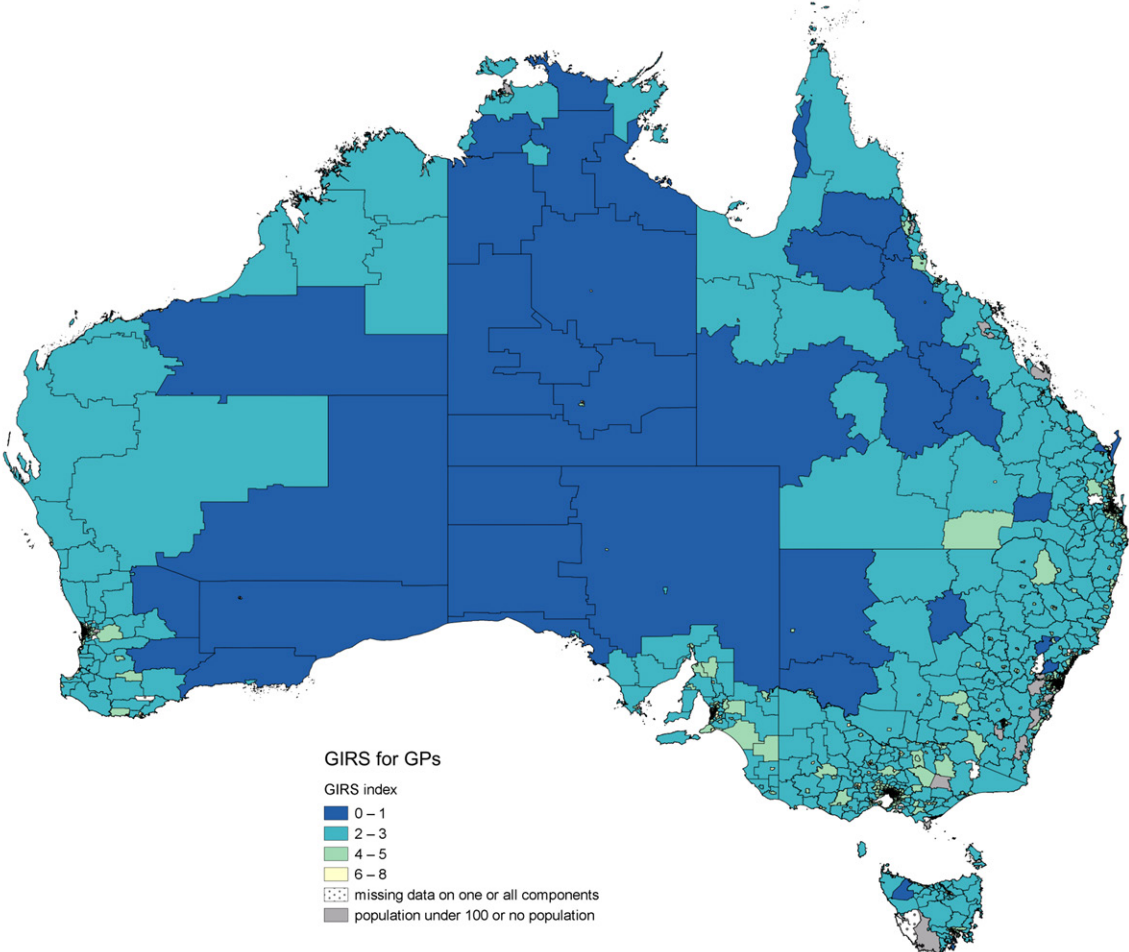 GIRS for GPs
GIRS index
0 – 1
2 – 3
4 – 5
6 – 8
missing data on one or all components
population under 100 or no population